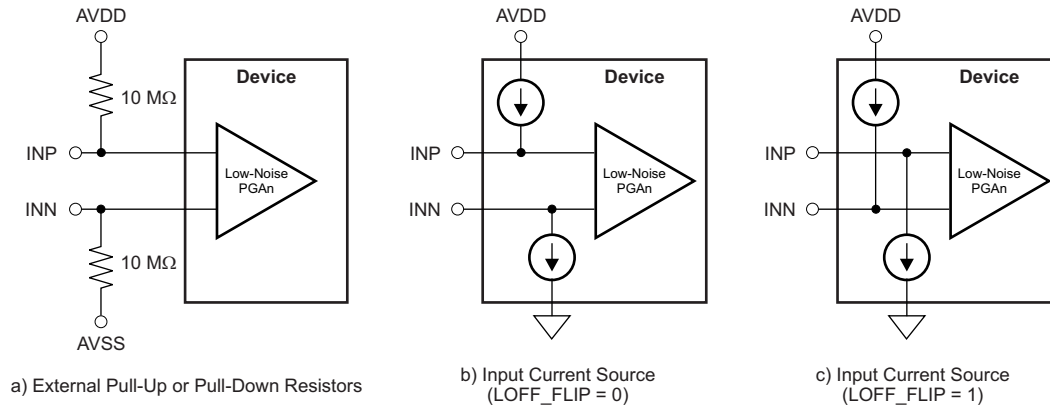 AVDD
Device
10 MΩ
INP
Low-Noise
PGAn
INN
10 MΩ
AVSS
a) External Pull-Up or Pull-Down Resistors
AVDD
Device
INP
Low-Noise
PGAn
INN
b) Input Current Source
(LOFF_FLIP = 0)
AVDD
Device
INP
Low-Noise
PGAn
INN
c) Input Current Source
(LOFF_FLIP = 1)